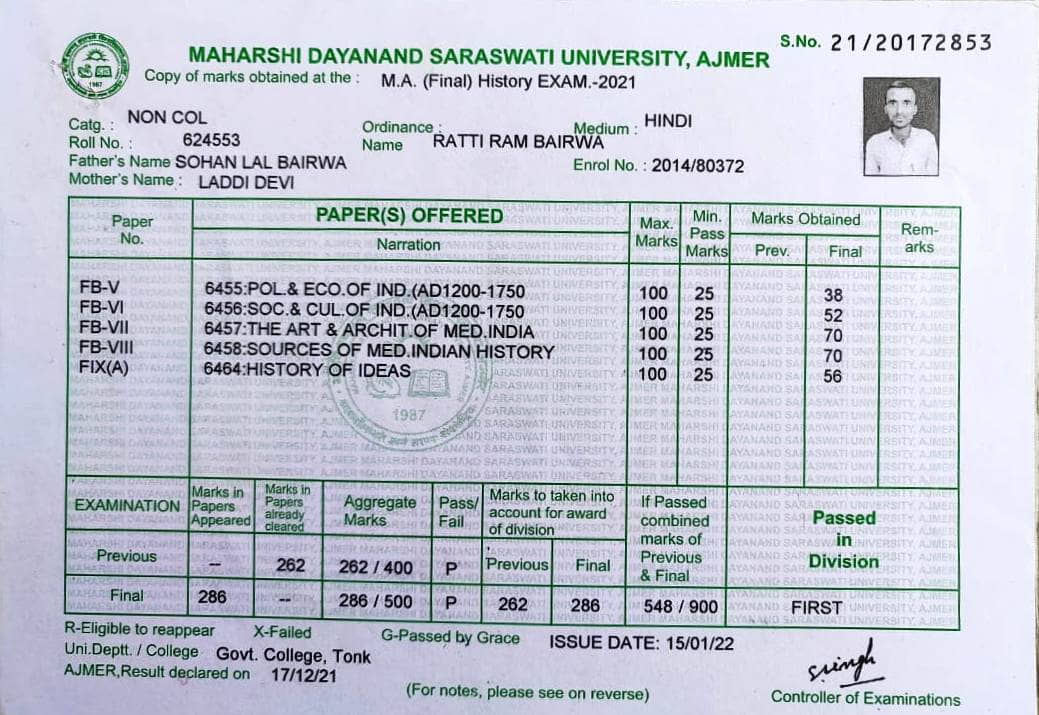 S.No. 21/20172853
MAHARSHI DAYANAND SARASWATI UNIVERSITY, AJMER
Copy of marks obtained at the : M.A. (Final) History EXAM.-2021
1987
Catg. : NON COL Ordinance : Medium : HINDI
Roll No. : 624553 Name RATTI RAM BAIRWA
Father's Name SOHAN LAL BAIRWA Enrol No. : 2014/80372
Mother's Name : LADDI DEVI
Paper No. PAPER(S) OFFERED Narration Max. Marks Min. Pass Marks Marks Obtained Prev. Final Rem-arks
FB-V 6455:POL.& ECO.OF IND.(AD1200-1750 100 25 38
FB-VI 6456:SOC.& CUL.OF IND.(AD1200-1750 100 25 52
FB-VII 6457:THE ART & ARCHIT.OF MED.INDIA 100 25 70
FB-VIII 6458:SOURCES OF MED.INDIAN HISTORY 100 25 70
FIX(A) 6464:HISTORY OF IDEAS 100 25 56
1987
EXAMINATION Marks in Papers Appeared Marks in Papers already cleared Aggregate Marks Pass/ Fail Marks to taken into account for award of division If Passed combined marks of Previous & Final Passed in Division
Previous -- 262 262 / 400 P Previous Final
Final 286 -- 286 / 500 P 262 286 548 / 900 FIRST
R-Eligible to reappear X-Failed G-Passed by Grace ISSUE DATE: 15/01/22
Uni.Deptt. / College Govt. College, Tonk
AJMER,Result declared on 17/12/21
(For notes, please see on reverse)
Controller of Examinations